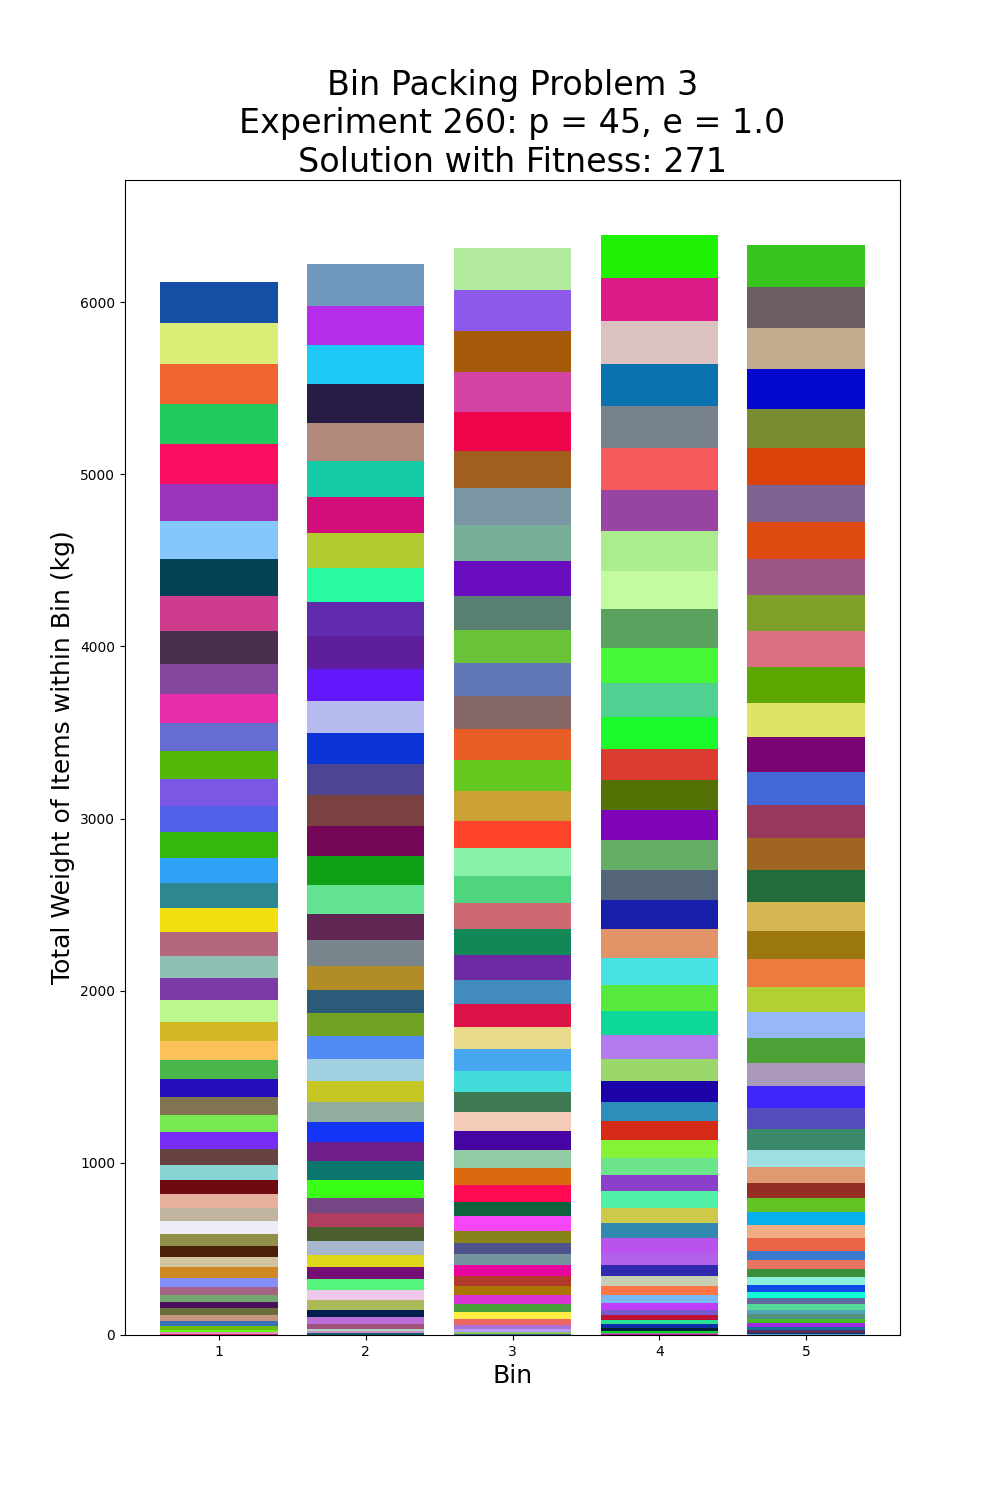 Bin Packing Problem 3
Experiment 260: p = 45, e = 1.0
Solution with Fitness: 271
Total Weight of Items within Bin (kg)
6000
5000
4000
3000
2000
1000
0
1 2 3 4 5
Bin